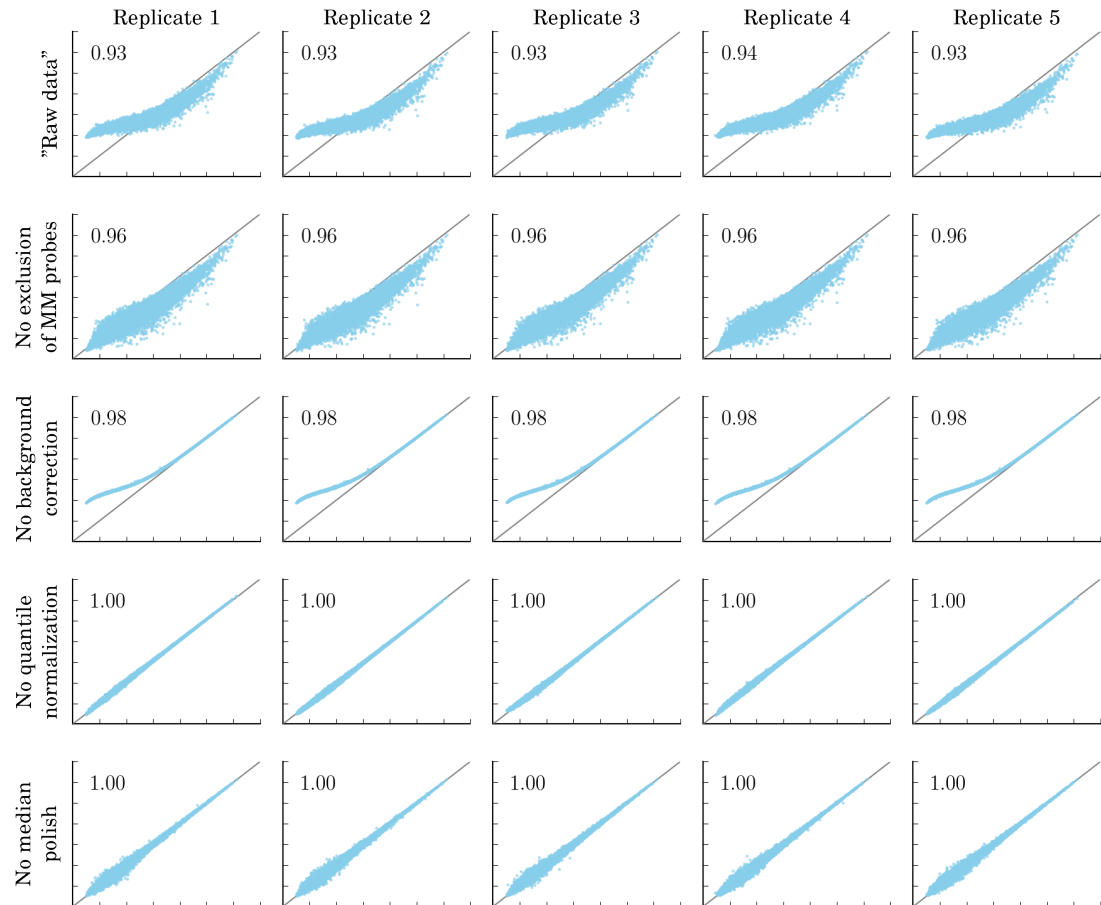 Replicate 1
Replicate 2
Replicate 3
Replicate 4
Replicate 5
”Raw data”
0.93
0.93
0.93
0.94
0.93
No exclusion
of MM probes
0.96
0.96
0.96
0.96
0.96
No background
correction
0.98
0.98
0.98
0.98
0.98
No quantile
normalization
1.00
1.00
1.00
1.00
1.00
No median
polish
1.00
1.00
1.00
1.00
1.00